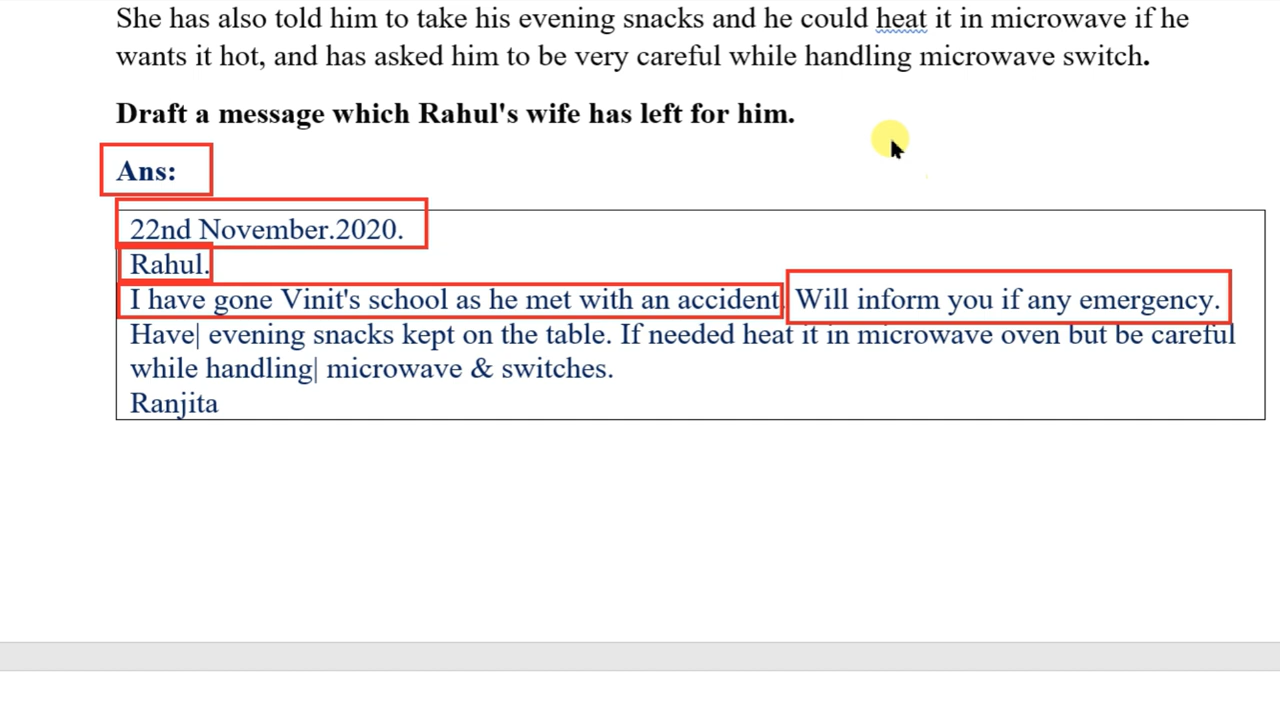 She has also told him to take his evening snacks and he could heat it in microwave if he
wants it hot, and has asked him to be very careful while handling microwave switch.
Draft a message which Rahul's wife has left for him.
Ans:
22nd November.2020.
Rahul.
I have gone Vinit's school as he met with an accident. Will inform you if any emergency.
Have| evening snacks kept on the table. If needed heat it in microwave oven but be careful
while handling| microwave & switches.
Ranjita